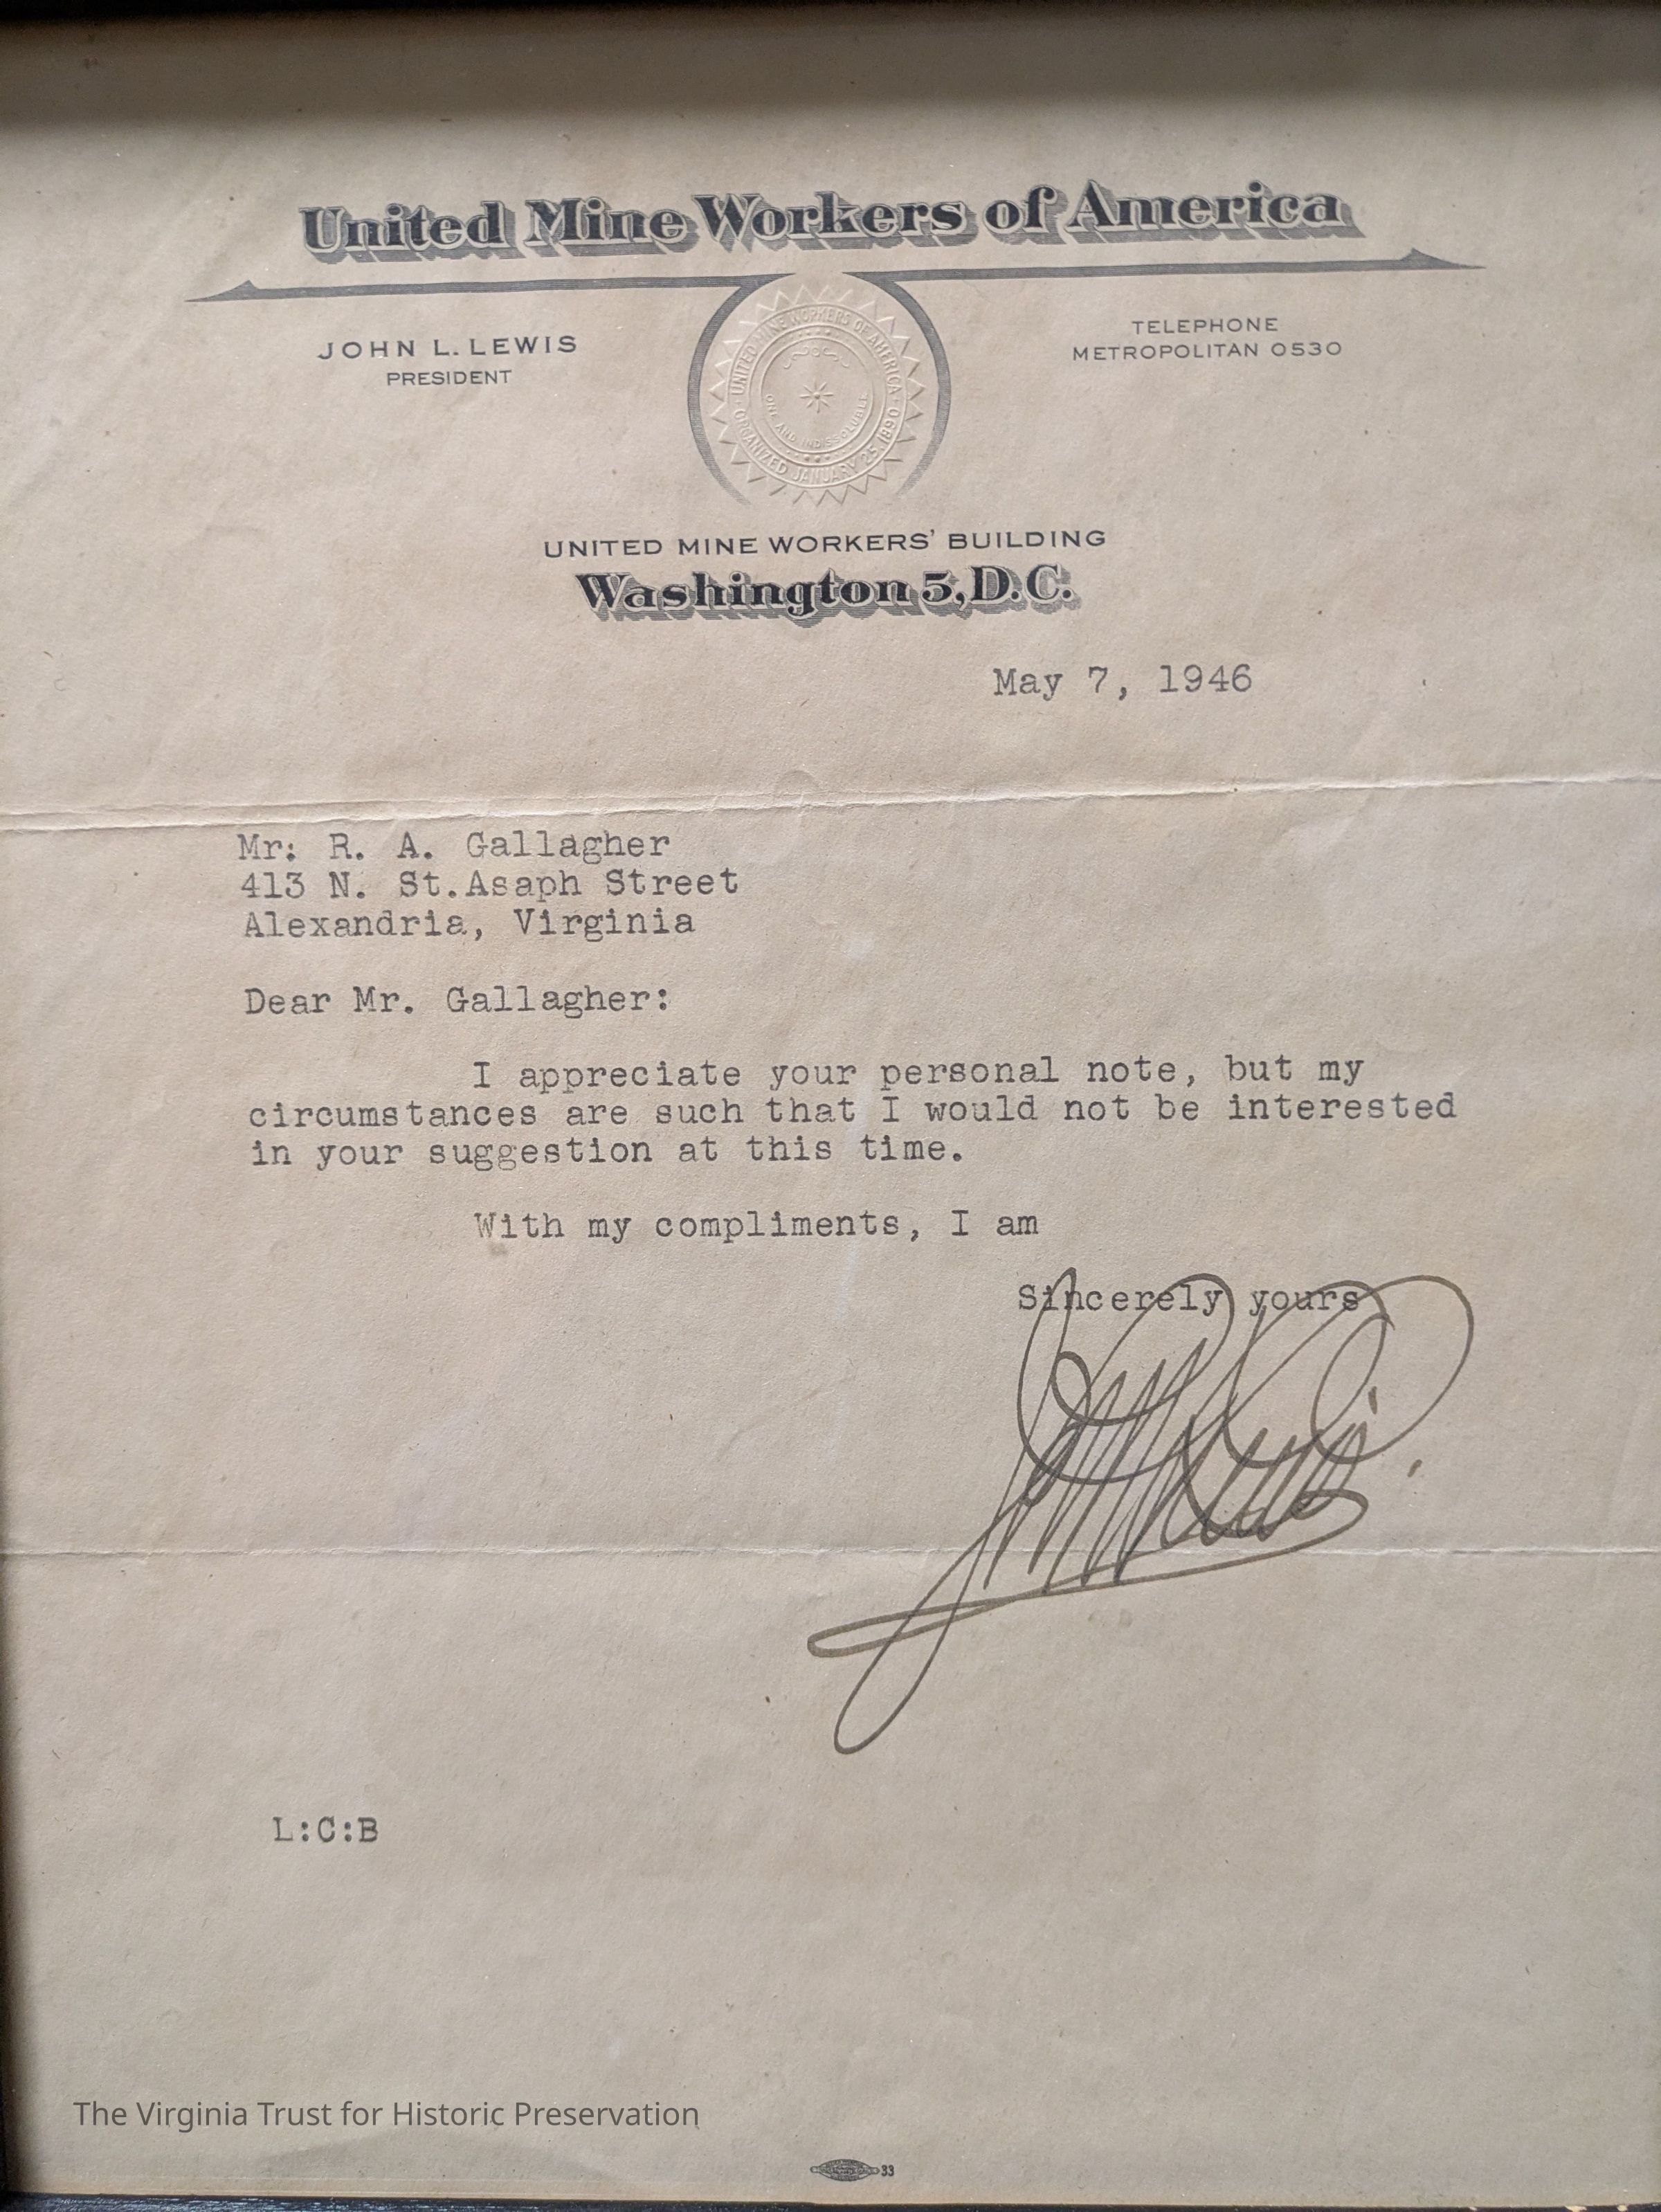 United Mine Workers of America
JOHN L. LEWIS
PRESIDENT
TELEPHONE
METROPOLITAN 0530
UNITED MINE WORKERS OF AMERICA
ORGANIZED JANUARY 25, 1890
ONE AND INDISSOLUBLE
UNITED MINE WORKERS' BUILDING
Washington 5, D.C.
May 7, 1946
Mr: R. A. Gallagher
413 N. St.Asaph Street
Alexandria, Virginia
Dear Mr. Gallagher:
I appreciate your personal note, but my
circumstances are such that I would not be interested
in your suggestion at this time.
With my compliments, I am
Sincerely yours
John L. Lewis
L:C:B
The Virginia Trust for Historic Preservation
33